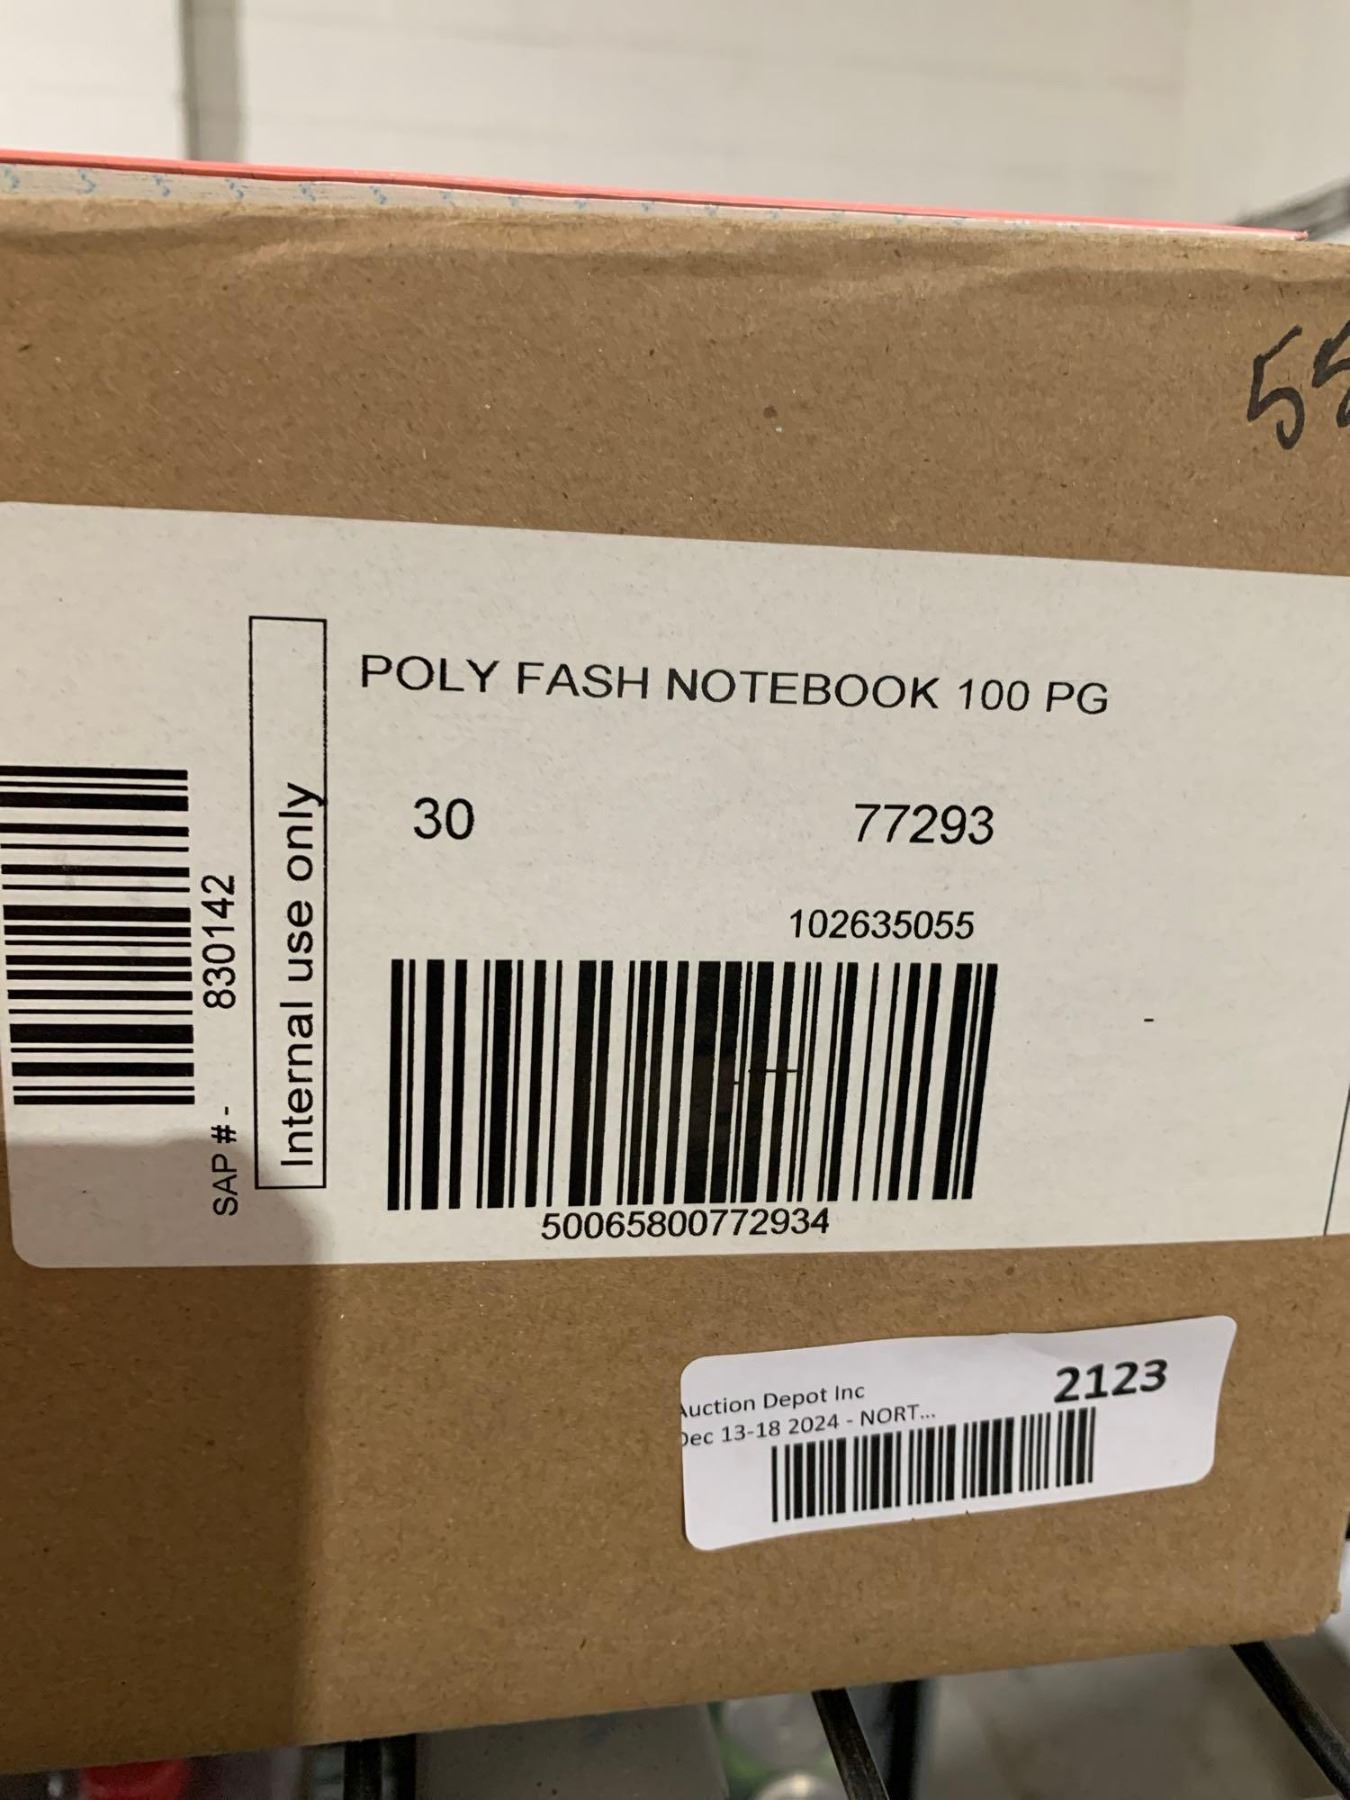 POLY FASH NOTEBOOK 100 PG
30 77293
102635055
50065800772934
Internal use only
SAP #- 830142
Auction Depot Inc
Dec 13-18 2024 - NORT...
2123